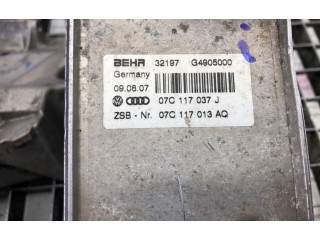 BEHR 32197 G4905000
Germany
09.06.07
07C 117 037 J
ZSB - Nr. 07C 117 013 AQ